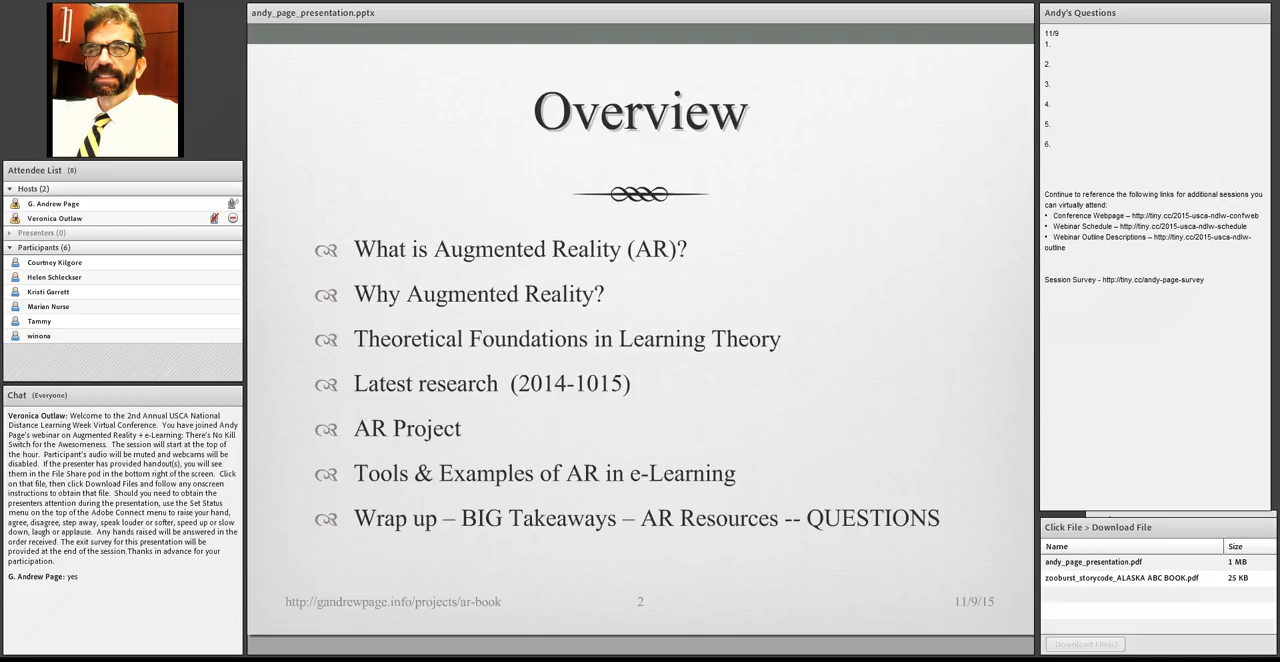 andy_page_presentation.pptx
Overview
What is Augmented Reality (AR)?
Why Augmented Reality?
Theoretical Foundations in Learning Theory
Latest research  (2014-1015)
AR Project
Tools & Examples of AR in e-Learning
Wrap up – BIG Takeaways – AR Resources -- QUESTIONS
http://gandrewpage.info/projects/ar-book
2
11/9/15
Attendee List (8)
Hosts (2)
G. Andrew Page
Veronica Outlaw
Presenters (0)
Participants (6)
Courtney Kilgore
Helen Schleckser
Kristi Garrett
Marian Nurse
Tammy
winona
Chat (Everyone)
Veronica Outlaw: Welcome to the 2nd Annual USCA National
Distance Learning Week Virtual Conference.  You have joined Andy
Page's webinar on Augmented Reality + e-Learning: There's No Kill
Switch for the Awesomeness.  The session will start at the top of
the hour.  Participant's audio will be muted and webcams will be
disabled.  If the presenter has provided handout(s), you will see
them in the File Share pod in the bottom right of the screen.  Click
on that file, then click Download Files and follow any onscreen
instructions to obtain that file.  Should you need to obtain the
presenters attention during the presentation, use the Set Status
menu on the top of the Adobe Connect menu to raise your hand,
agree, disagree, step away, speak louder or softer, speed up or slow
down, laugh or applause.  Any hands raised will be answered in the
order received. The exit survey for this presentation will be
provided at the end of the session.Thanks in advance for your
participation.
G. Andrew Page: yes
Andy's Questions
11/9
1.
2.
3.
4.
5.
6.
Continue to reference the following links for additional sessions you
can virtually attend:
• Conference Webpage – http://tiny.cc/2015-usca-ndlw-confweb
• Webinar Schedule – http://tiny.cc/2015-usca-ndlw-schedule
• Webinar Outline Descriptions – http://tiny.cc/2015-usca-ndlw-
outline
Session Survey - http://tiny.cc/andy-page-survey
Click File > Download File
Name Size
andy_page_presentation.pdf 1 MB
zooburst_storycode_ALASKA ABC BOOK.pdf 25 KB
Download File(s)